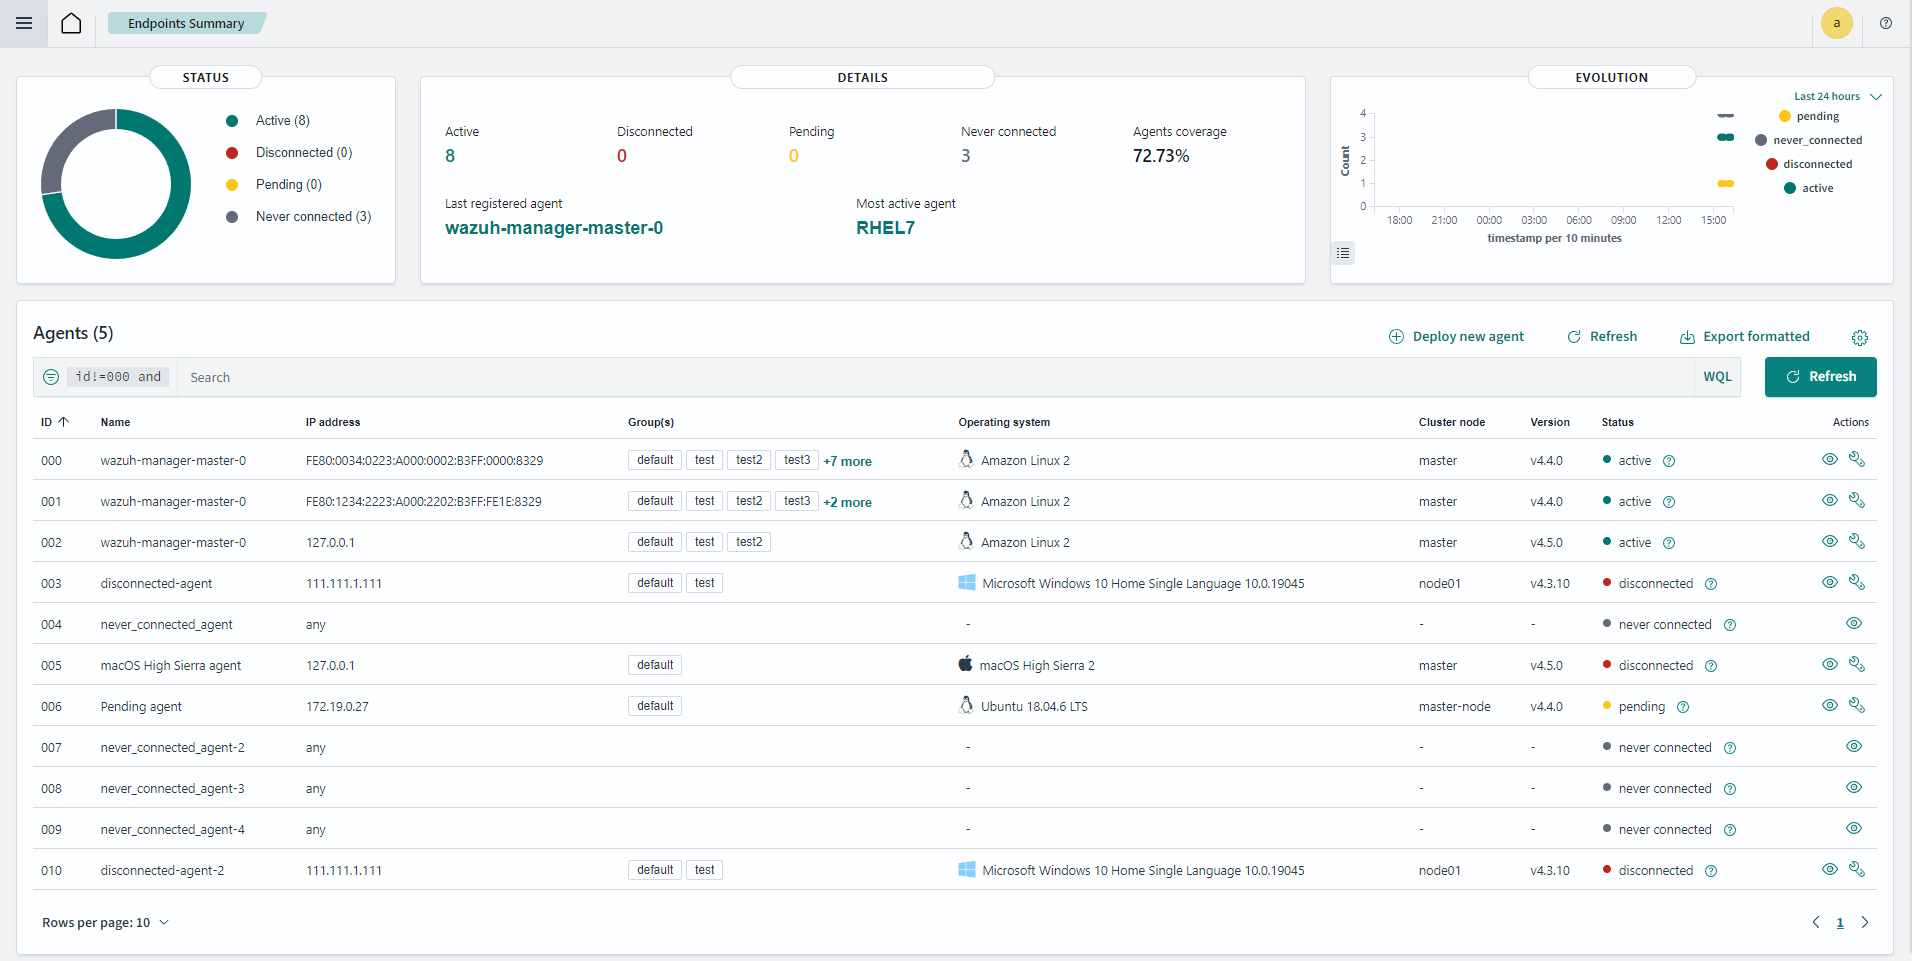 Endpoints Summary
a
STATUS
Active (8)
Disconnected (0)
Pending (0)
Never connected (3)
DETAILS
Active
8
Disconnected
0
Pending
0
Never connected
3
Agents coverage
72.73%
Last registered agent
wazuh-manager-master-0
Most active agent
RHEL7
EVOLUTION
Last 24 hours
Count
4
3
2
1
0
18:00 21:00 00:00 03:00 06:00 09:00 12:00 15:00
timestamp per 10 minutes
pending
never_connected
disconnected
active
Agents (5)
Deploy new agent
Refresh
Export formatted
id!=000 and
Search
WQL
Refresh
ID Name IP address Group(s) Operating system Cluster node Version Status Actions
000 wazuh-manager-master-0 FE80:0034:0223:A000:0002:B3FF:0000:8329 default test test2 test3 +7 more Amazon Linux 2 master v4.4.0 active
001 wazuh-manager-master-0 FE80:1234:2223:A000:2202:B3FF:FE1E:8329 default test test2 test3 +2 more Amazon Linux 2 master v4.4.0 active
002 wazuh-manager-master-0 127.0.0.1 default test test2 Amazon Linux 2 master v4.5.0 active
003 disconnected-agent 111.111.1.111 default test Microsoft Windows 10 Home Single Language 10.0.19045 node01 v4.3.10 disconnected
004 never_connected_agent any - - - never connected
005 macOS High Sierra agent 127.0.0.1 default macOS High Sierra 2 master v4.5.0 disconnected
006 Pending agent 172.19.0.27 default Ubuntu 18.04.6 LTS master-node v4.4.0 pending
007 never_connected_agent-2 any - - - never connected
008 never_connected_agent-3 any - - - never connected
009 never_connected_agent-4 any - - - never connected
010 disconnected-agent-2 111.111.1.111 default test Microsoft Windows 10 Home Single Language 10.0.19045 node01 v4.3.10 disconnected
Rows per page: 10
1